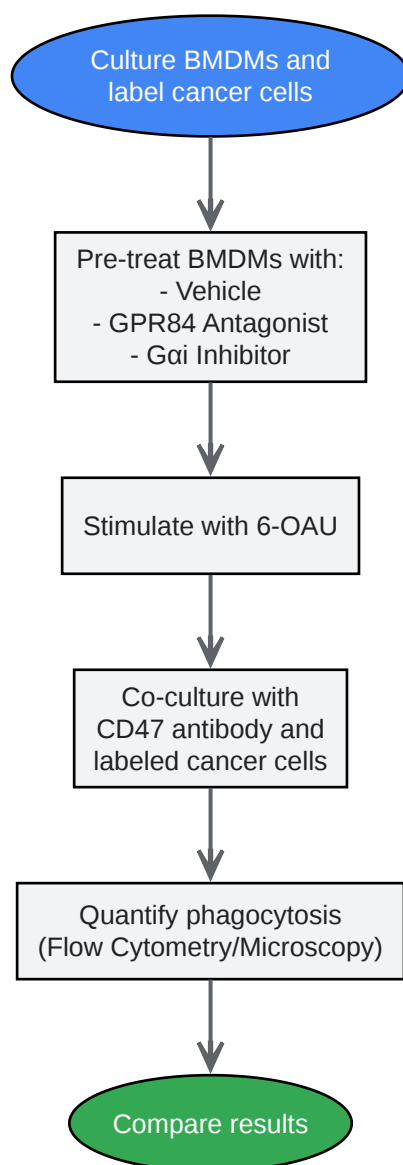 Culture BMDMs and
label cancer cells
Pre-treat BMDMs with:
- Vehicle
- GPR84 Antagonist
- Gαi Inhibitor
Stimulate with 6-OAU
Co-culture with
CD47 antibody and
labeled cancer cells
Quantify phagocytosis
(Flow Cytometry/Microscopy)
Compare results